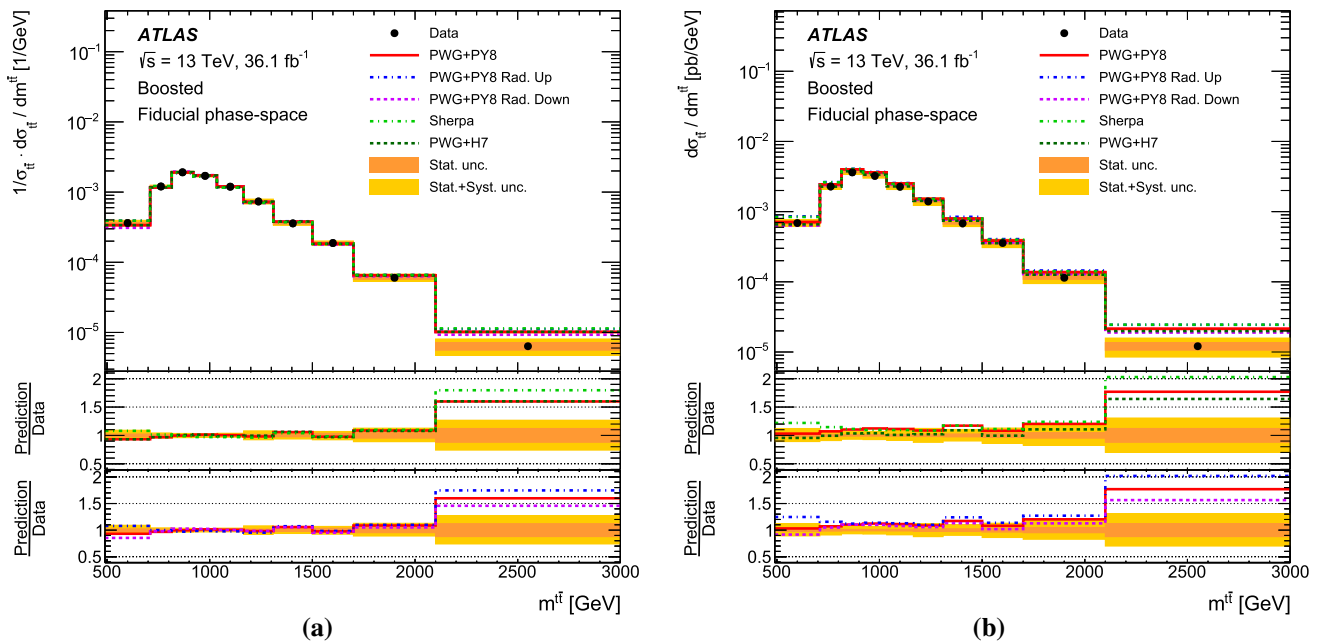 1/σ_tt̄ · dσ_tt̄ / dm^tt̄ [1/GeV]
10⁻¹
10⁻²
10⁻³
10⁻⁴
10⁻⁵
ATLAS
√s = 13 TeV, 36.1 fb⁻¹
Boosted
Fiducial phase-space
Data
PWG+PY8
PWG+PY8 Rad. Up
PWG+PY8 Rad. Down
Sherpa
PWG+H7
Stat. unc.
Stat.+Syst. unc.
Prediction
Data
2
1.5
1
0.5
Prediction
Data
2
1.5
1
0.5
500 1000 1500 2000 2500 3000
m^tt̄ [GeV]
(a)
dσ_tt̄ / dm^tt̄ [pb/GeV]
10⁻¹
10⁻²
10⁻³
10⁻⁴
10⁻⁵
ATLAS
√s = 13 TeV, 36.1 fb⁻¹
Boosted
Fiducial phase-space
Data
PWG+PY8
PWG+PY8 Rad. Up
PWG+PY8 Rad. Down
Sherpa
PWG+H7
Stat. unc.
Stat.+Syst. unc.
Prediction
Data
2
1.5
1
0.5
Prediction
Data
2
1.5
1
0.5
500 1000 1500 2000 2500 3000
m^tt̄ [GeV]
(b)